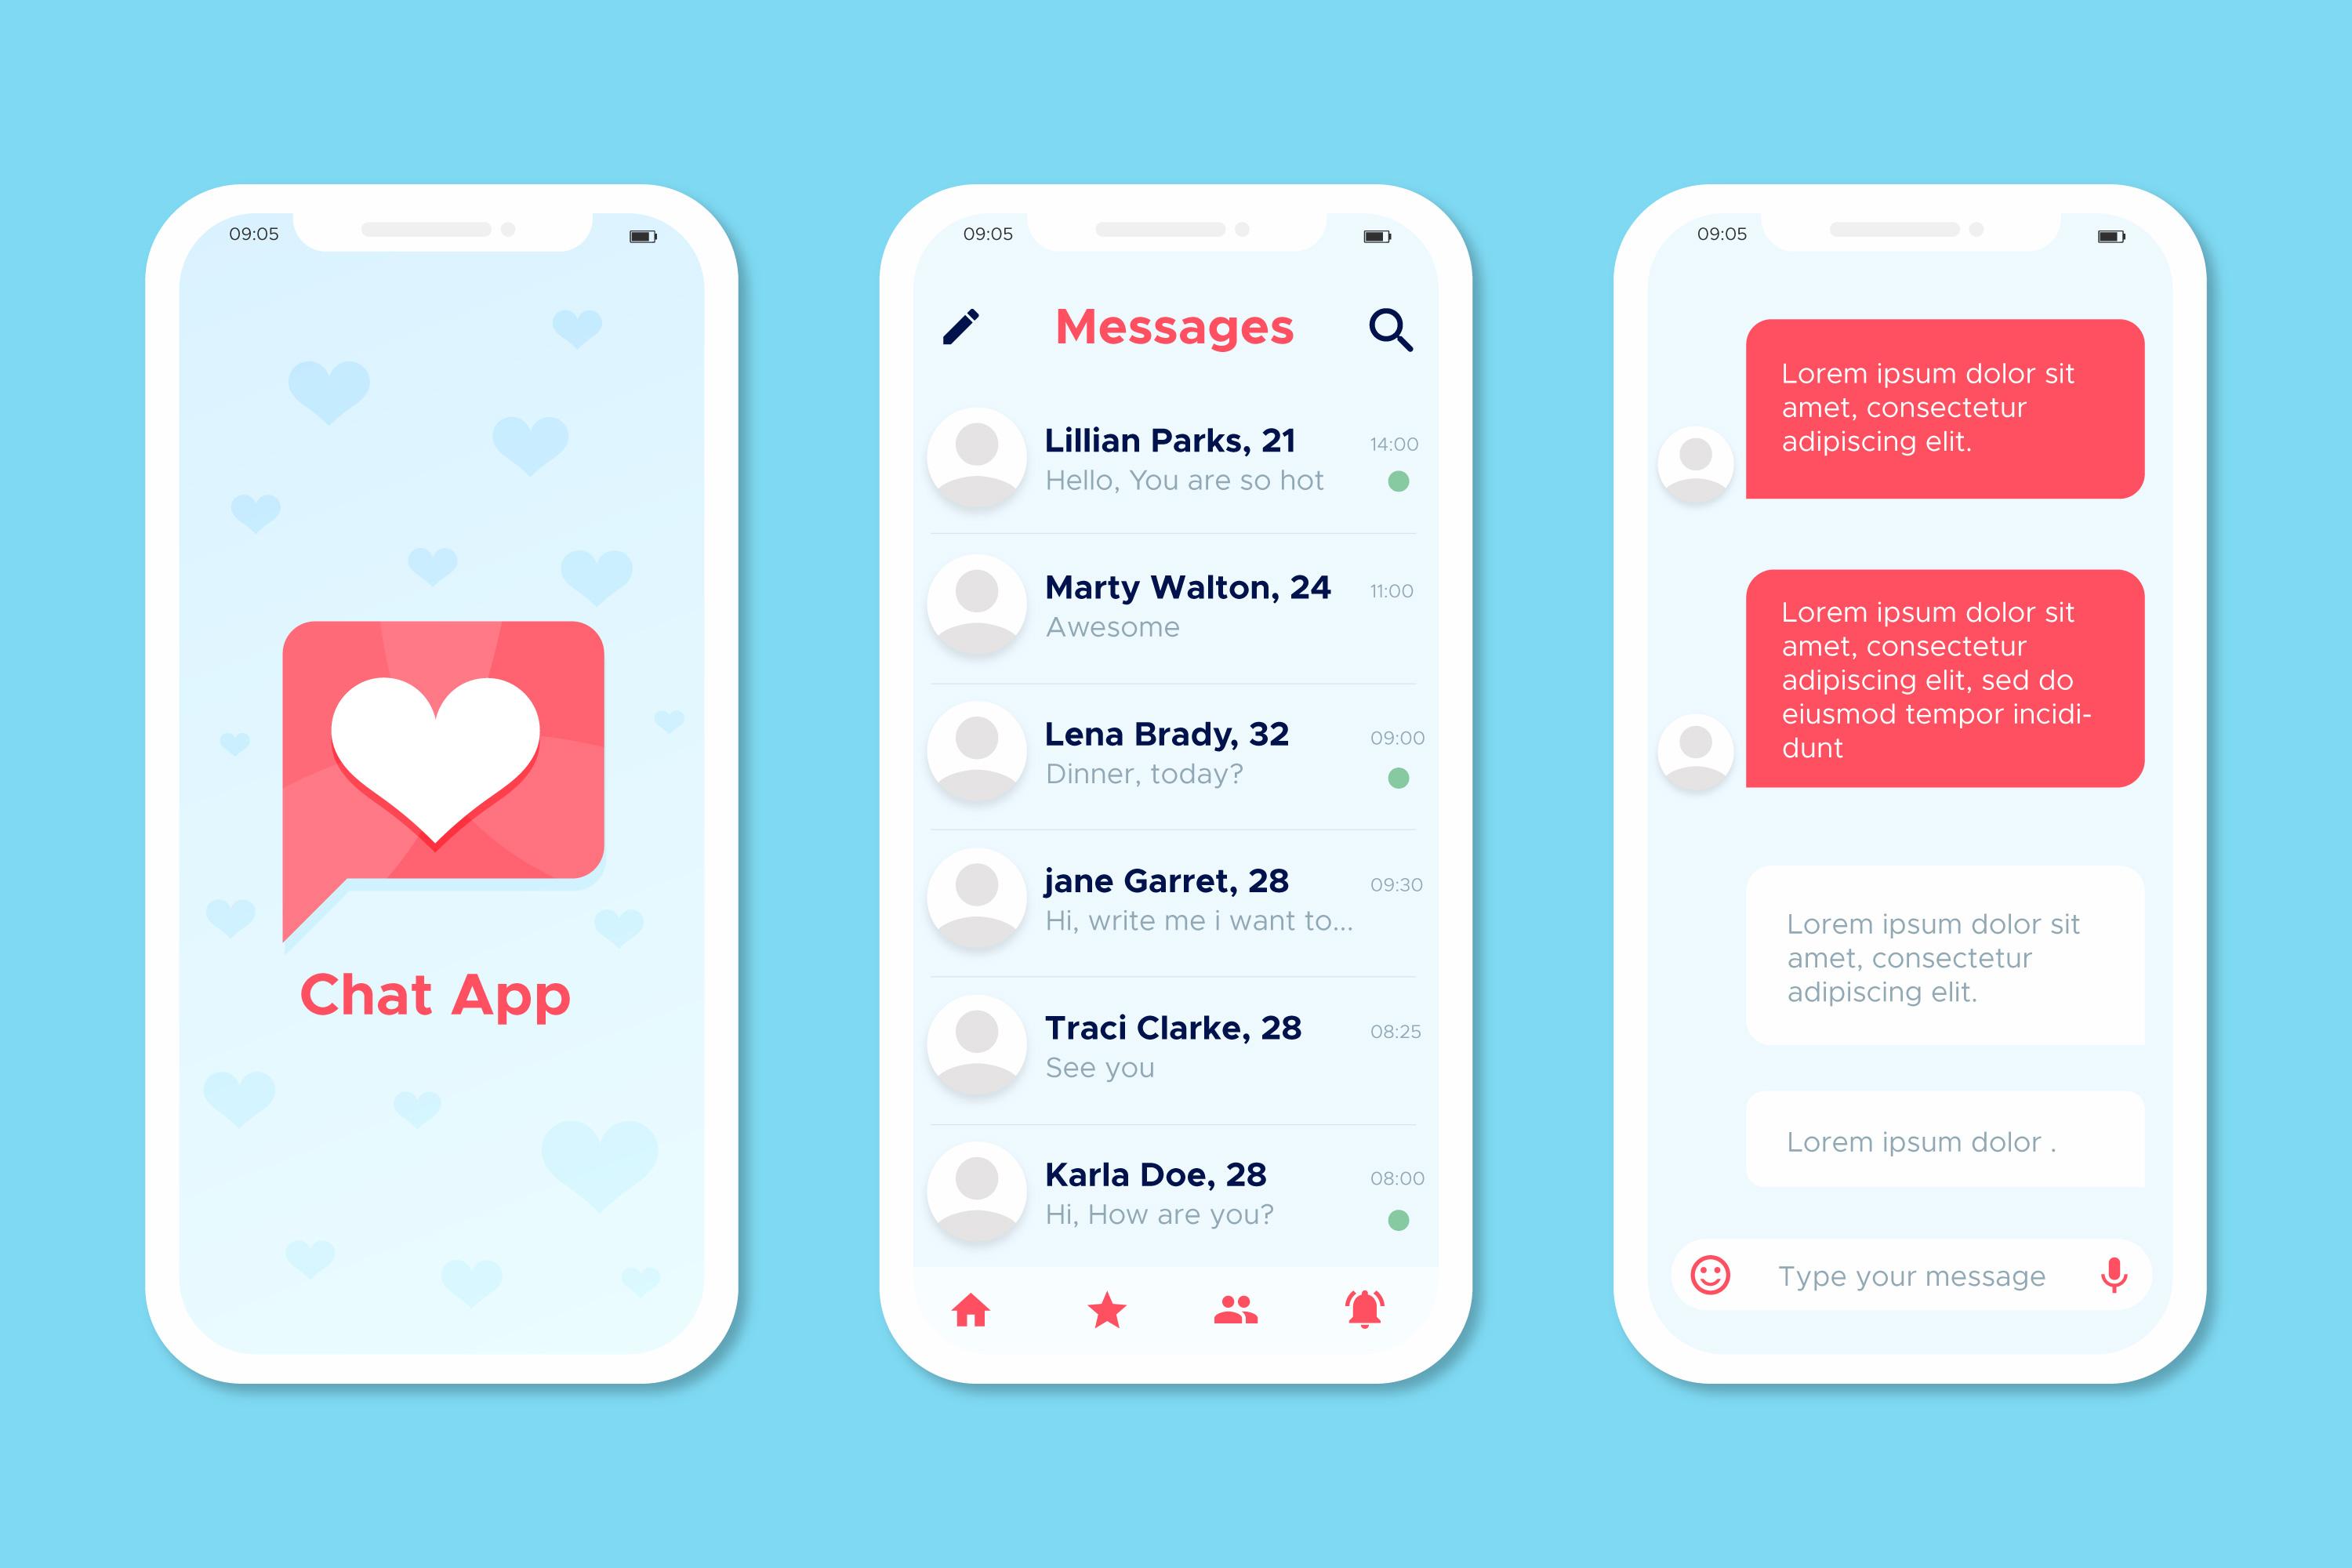 09:05
Chat App
09:05
Messages
Lillian Parks, 21
14:00
Hello, You are so hot
Marty Walton, 24
11:00
Awesome
Lena Brady, 32
09:00
Dinner, today?
jane Garret, 28
09:30
Hi, write me i want to...
Traci Clarke, 28
08:25
See you
Karla Doe, 28
08:00
Hi, How are you?
09:05
Lorem ipsum dolor sit
amet, consectetur
adipiscing elit.
Lorem ipsum dolor sit
amet, consectetur
adipiscing elit, sed do
eiusmod tempor incidi-
dunt
Lorem ipsum dolor sit
amet, consectetur
adipiscing elit.
Lorem ipsum dolor .
Type your message